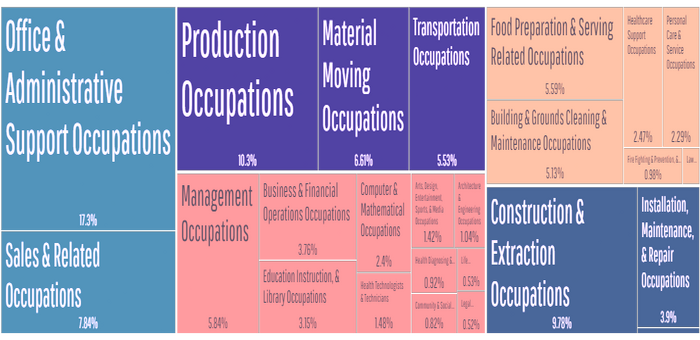 Office &
Administrative
Support Occupations
17.3%
Sales & Related
Occupations
7.84%
Production
Occupations
10.3%
Material
Moving
Occupations
6.61%
Transportation
Occupations
5.53%
Management
Occupations
5.84%
Business & Financial
Operations Occupations
3.76%
Education Instruction, &
Library Occupations
3.15%
Computer &
Mathematical
Occupations
2.4%
Health Technologists
& Technicians
1.48%
Arts, Design,
Entertainment,
Sports, & Media
Occupations
1.42%
Architecture
&
Engineering
Occupations
1.04%
Health Diagnosing &...
0.92%
Life...
0.53%
Community & Social...
0.82%
Legal...
0.52%
Food Preparation & Serving
Related Occupations
5.59%
Building & Grounds Cleaning &
Maintenance Occupations
5.13%
Healthcare
Support
Occupations
2.47%
Personal
Care &
Service
Occupations
2.29%
Fire Fighting & Prevention, &...
0.98%
Law...
Construction &
Extraction
Occupations
9.78%
Installation,
Maintenance,
& Repair
Occupations
3.9%